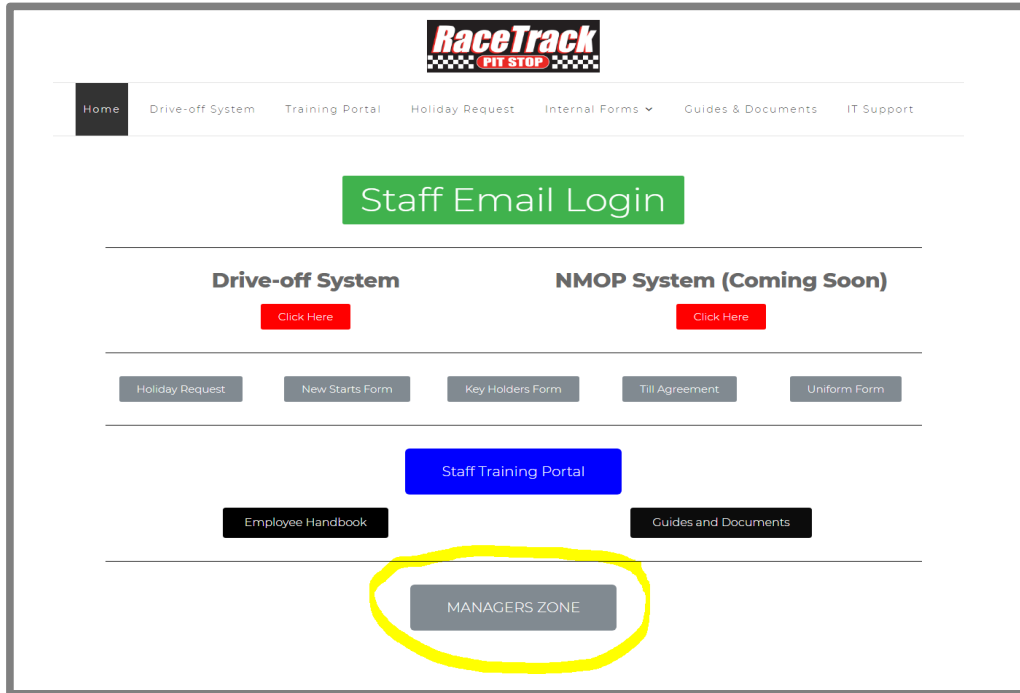 RaceTrack
PIT STOP
Home Drive-off System Training Portal Holiday Request Internal Forms Guides & Documents IT Support
Staff Email Login
Drive-off System NMOP System (Coming Soon)
Click Here Click Here
Holiday Request New Starts Form Key Holders Form Till Agreement Uniform Form
Staff Training Portal
Employee Handbook Guides and Documents
MANAGERS ZONE